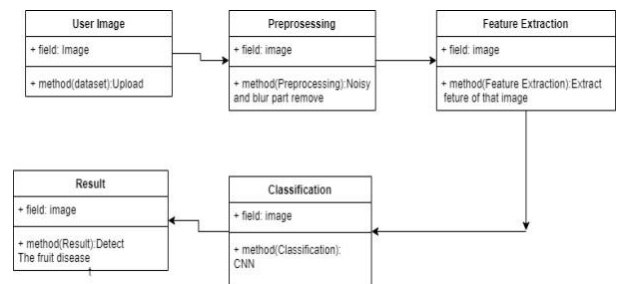 User Image
+ field: Image
+ method(dataset):Upload
Preprosessing
+ field: image
+ method(Preprocessing):Noisy
and blur part remove
Feature Extraction
+ field: image
+ method(Feature Extraction):Extract
feture of that image
Result
+ field: image
+ method(Result):Detect
The fruit disease
Classification
+ field: image
+ method(Classification):
CNN